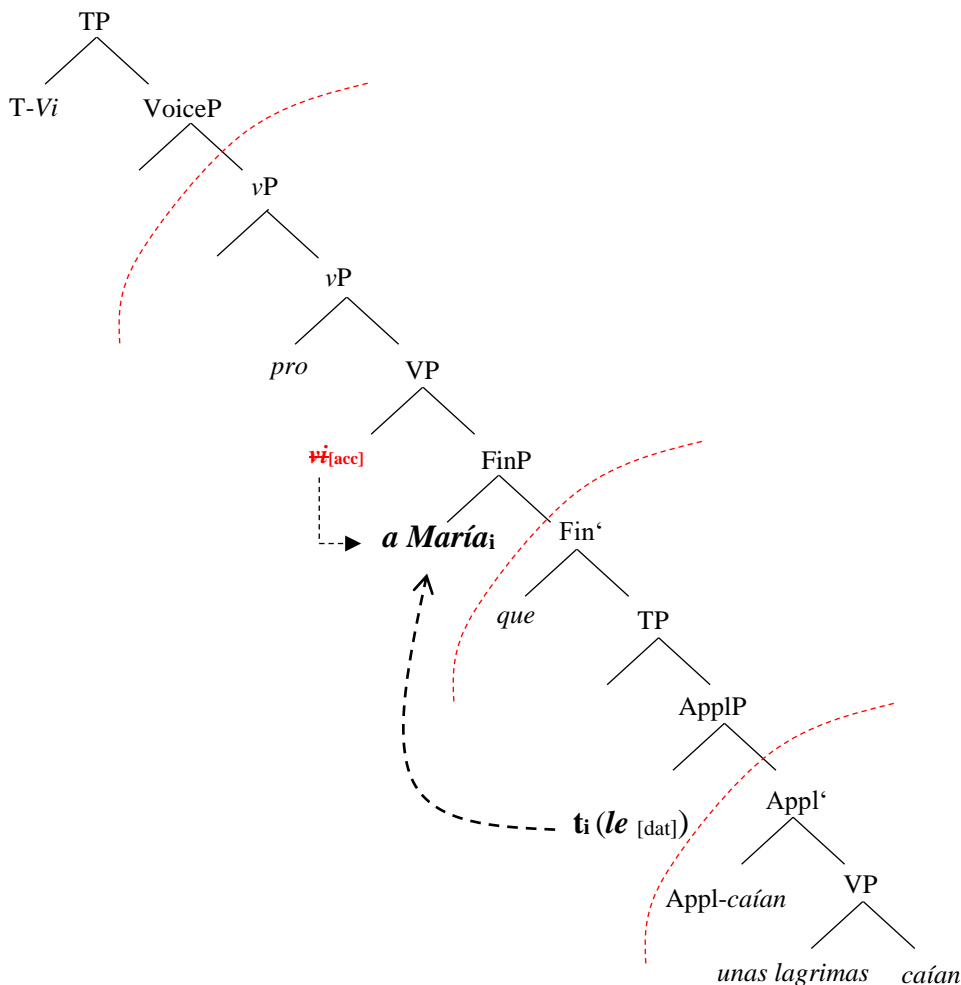 TP
T-Vi VoiceP
vP
vP
pro VP
vi[acc] FinP
a Maríai Fin‘
que TP
ApplP
ti (le [dat]) Appl‘
Appl-caían VP
unas lagrimas caían